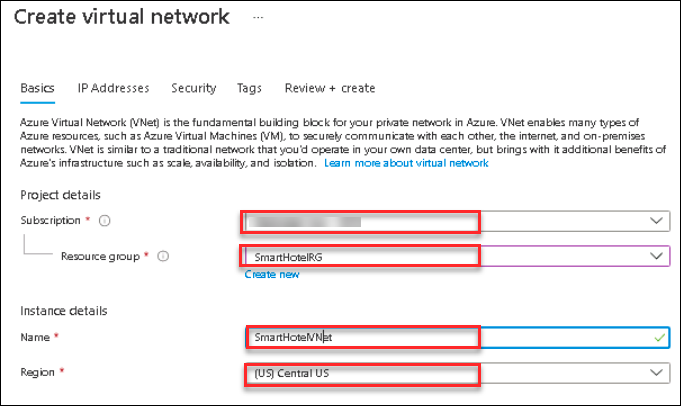 Create virtual network ...
Basics IP Addresses Security Tags Review + create
Azure Virtual Network (VNet) is the fundamental building block for your private network in Azure. VNet enables many types of
Azure resources, such as Azure Virtual Machines (VM), to securely communicate with each other, the internet, and on-premises
networks. VNet is similar to a traditional network that you'd operate in your own data center, but brings with it additional benefits of
Azure's infrastructure such as scale, availability, and isolation. Learn more about virtual network
Project details
Subscription *
Resource group * SmartHotelRG
Create new
Instance details
Name * SmartHotelVNet
Region * (US) Central US